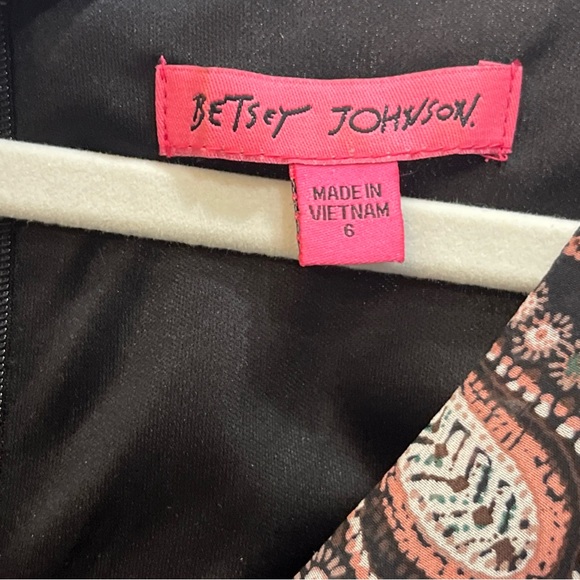 BETSEY JOHNSON.
MADE IN
VIETNAM
6